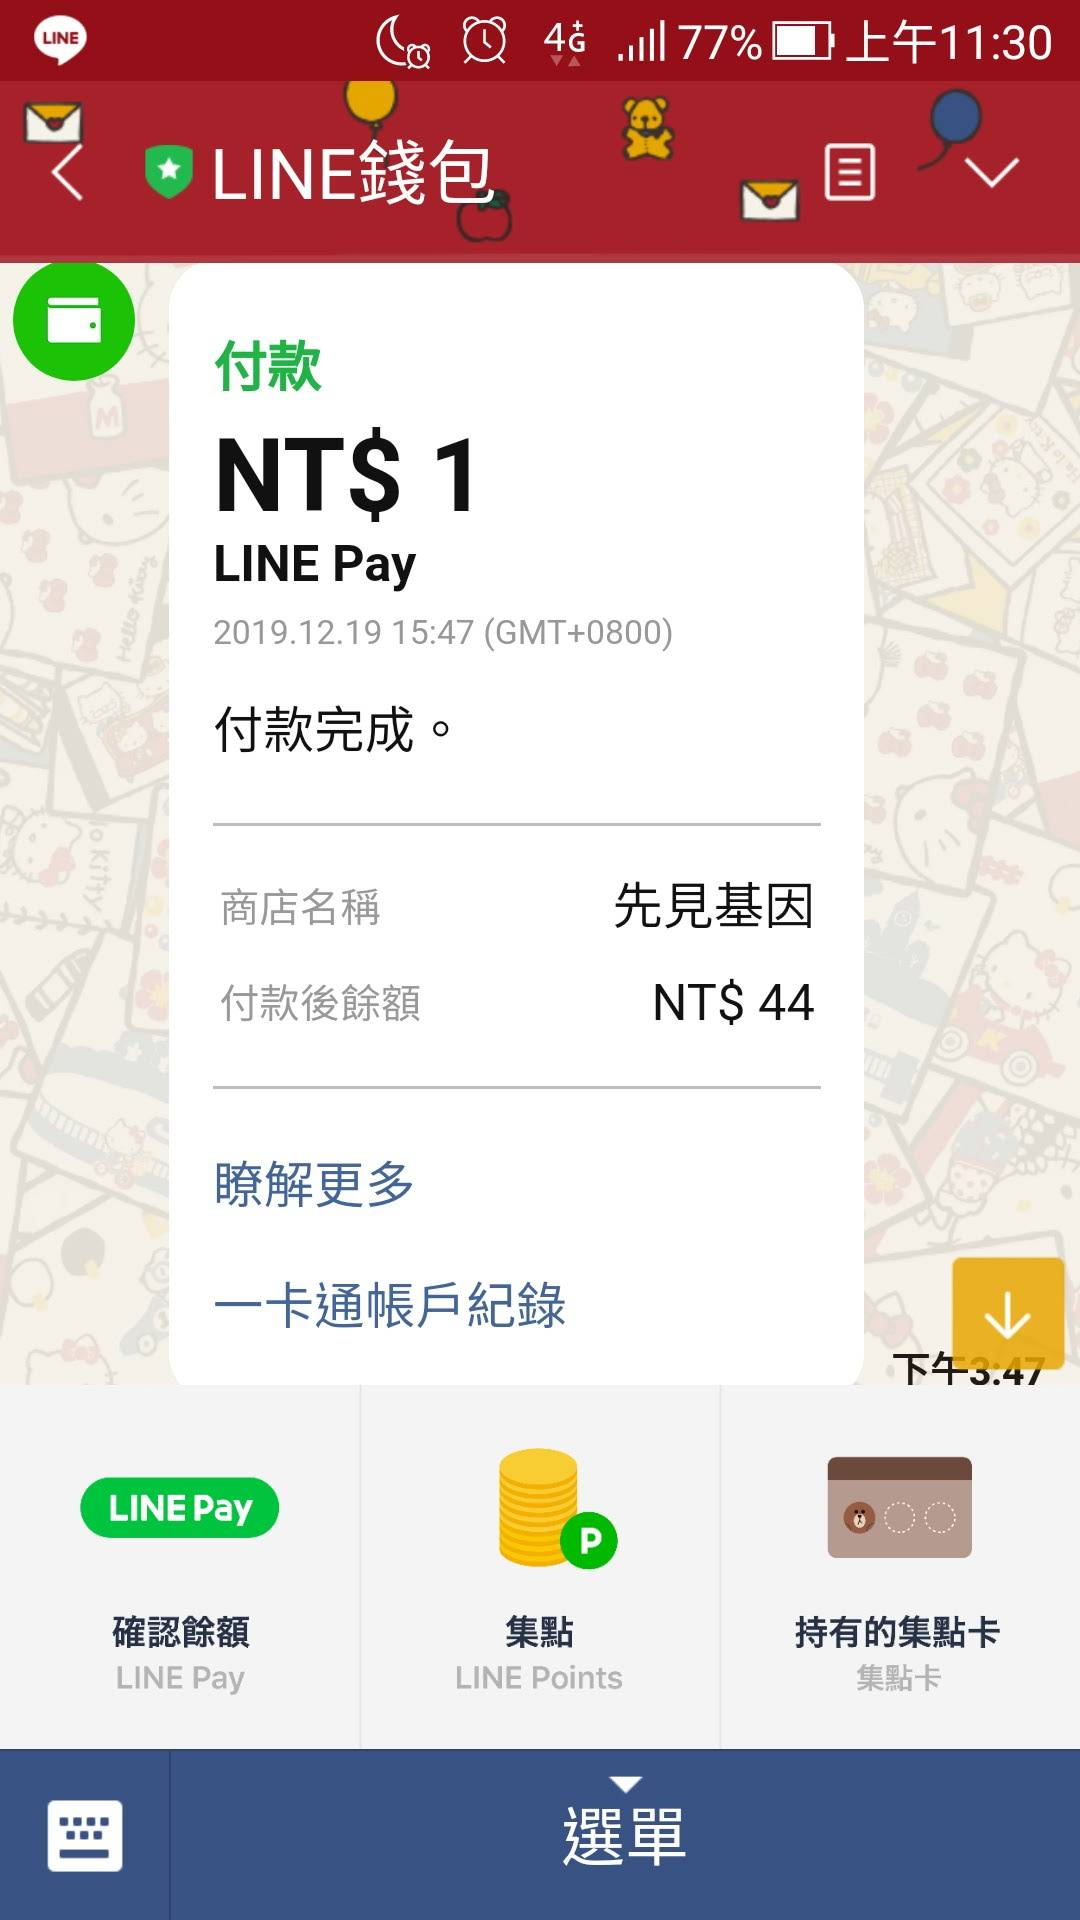 LINE 4G+ 77% 上午11:30
LINE錢包
付款
NT$ 1
LINE Pay
2019.12.19 15:47 (GMT+0800)
付款完成。
商店名稱 先見基因
付款後餘額 NT$ 44
瞭解更多
一卡通帳戶紀錄
下午3:47
LINE Pay
P
確認餘額
集點
持有的集點卡
LINE Pay
LINE Points
集點卡
選單